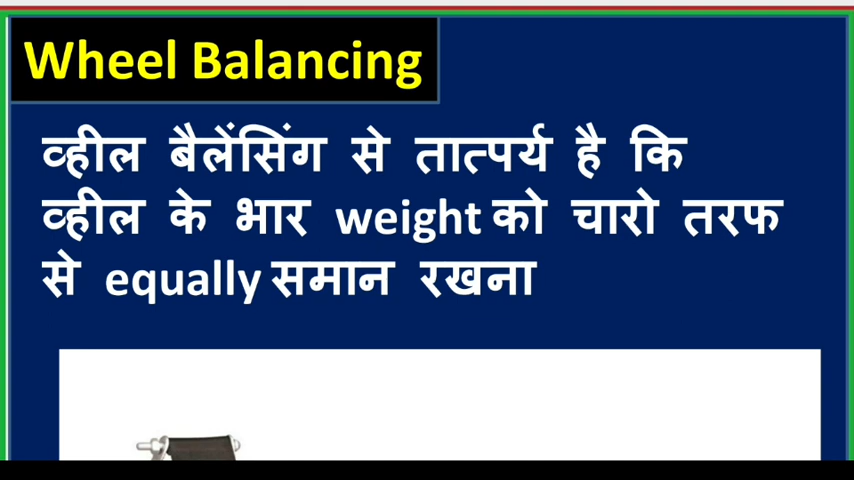 Wheel Balancing
व्हील बैलेंसिंग से तात्पर्य है कि
व्हील के भार weight को चारो तरफ
से equally समान रखना